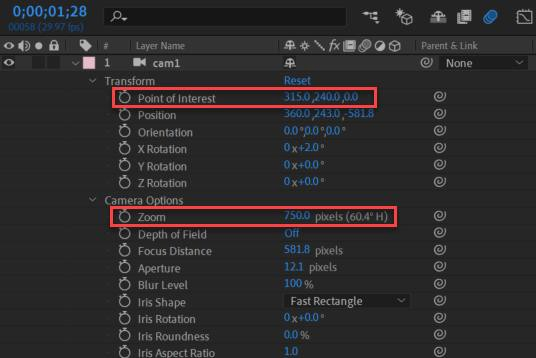 0;00;01;28
00058 (29.97 fps)
# Layer Name fx Parent & Link
1 cam1 None
Transform Reset
Point of Interest 315.0,240.0,0.0
Position 360.0,243.0,-581.8
Orientation 0.0°,0.0°,0.0°
X Rotation 0x+2.0°
Y Rotation 0x+0.0°
Z Rotation 0x+0.0°
Camera Options
Zoom 750.0 pixels (60.4° H)
Depth of Field Off
Focus Distance 581.8 pixels
Aperture 12.1 pixels
Blur Level 100 %
Iris Shape Fast Rectangle
Iris Rotation 0x+0.0°
Iris Roundness 0.0 %
Iris Aspect Ratio 1.0